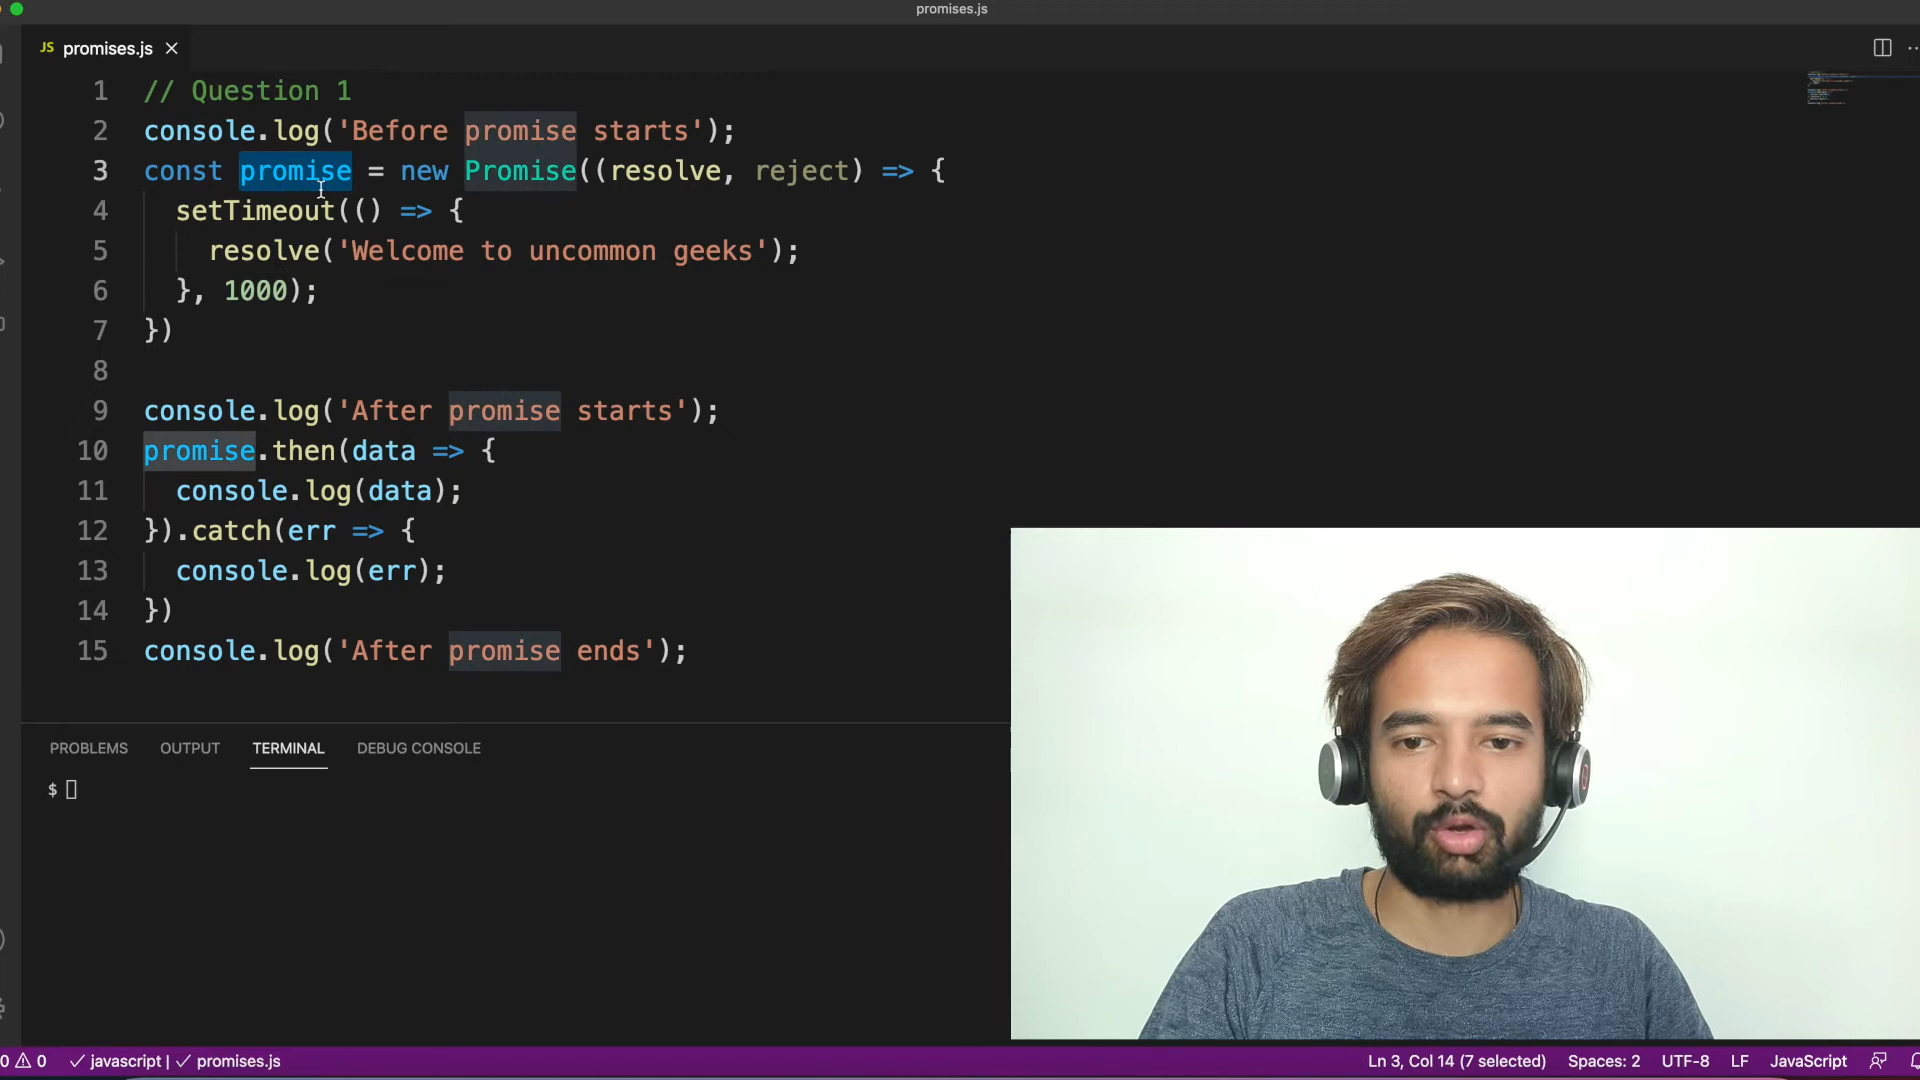 promises.js
JS promises.js
1 // Question 1
2 console.log('Before promise starts');
3 const promise = new Promise((resolve, reject) => {
4 setTimeout(() => {
5 resolve('Welcome to uncommon geeks');
6 }, 1000);
7 })
8
9 console.log('After promise starts');
10 promise.then(data => {
11 console.log(data);
12 }).catch(err => {
13 console.log(err);
14 })
15 console.log('After promise ends');
PROBLEMS OUTPUT TERMINAL DEBUG CONSOLE
$
0 0 javascript | promises.js Ln 3, Col 14 (7 selected) Spaces: 2 UTF-8 LF JavaScript